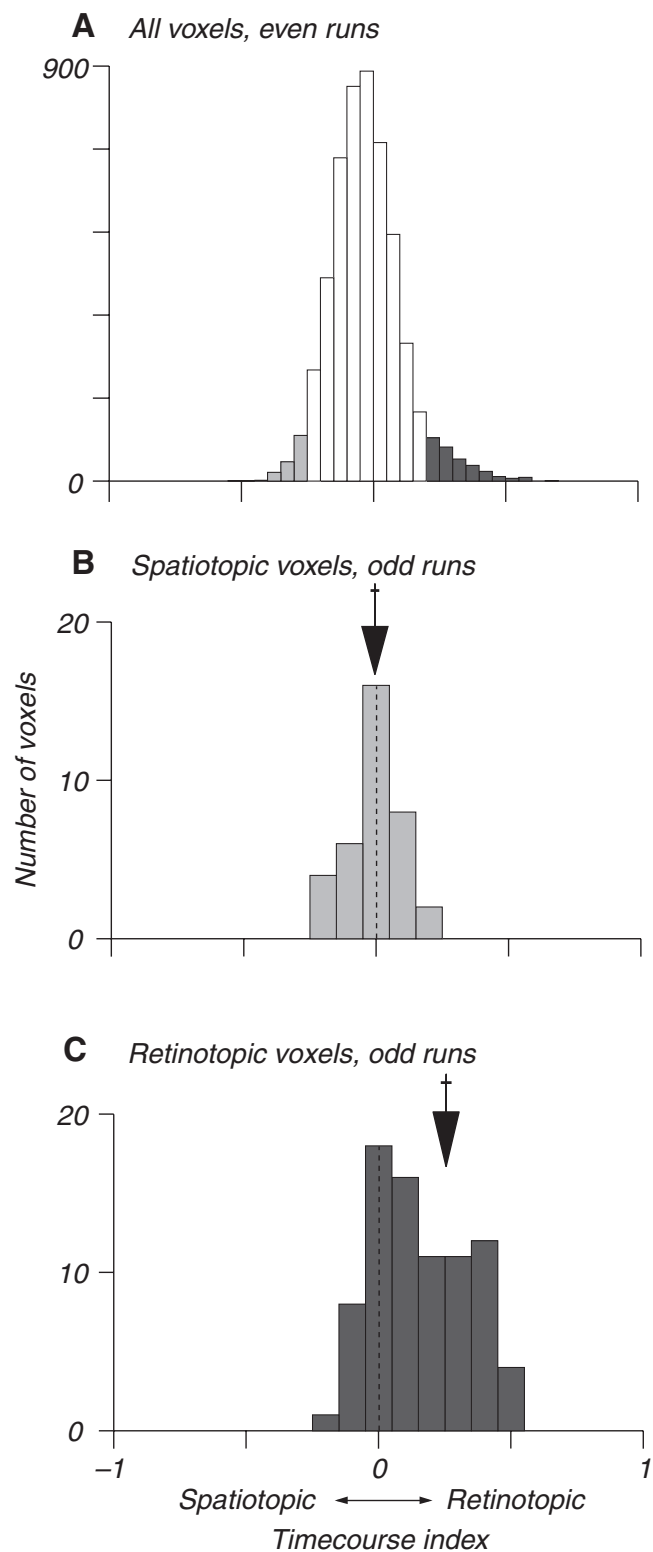 A All voxels, even runs
900
0
B Spatiotopic voxels, odd runs
20
10
0
Number of voxels
C Retinotopic voxels, odd runs
20
10
0
–1 0 1
Spatiotopic Retinotopic
Timecourse index